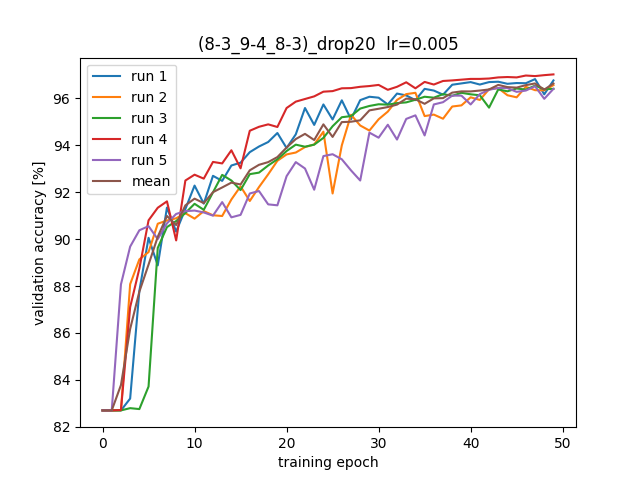 (8-3_9-4_8-3)_drop20  lr=0.005
validation accuracy [%]
96
94
92
90
88
86
84
82
run 1
run 2
run 3
run 4
run 5
mean
0
10
20
30
40
50
training epoch